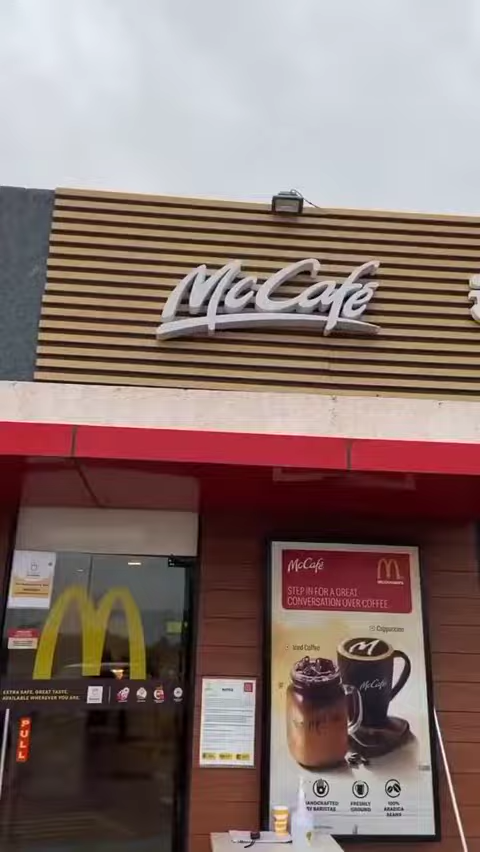 McCafé
McCafé
McDonald's
STEP IN FOR A GREAT
CONVERSATION OVER COFFEE
Cappuccino
Iced Coffee
McCafé
EXTRA SAFE, GREAT TASTE.
AVAILABLE WHEREVER YOU ARE.
PULL
HANDCRAFTED
BY BARISTAS
FRESHLY
GROUND
100%
ARABICA
BEANS